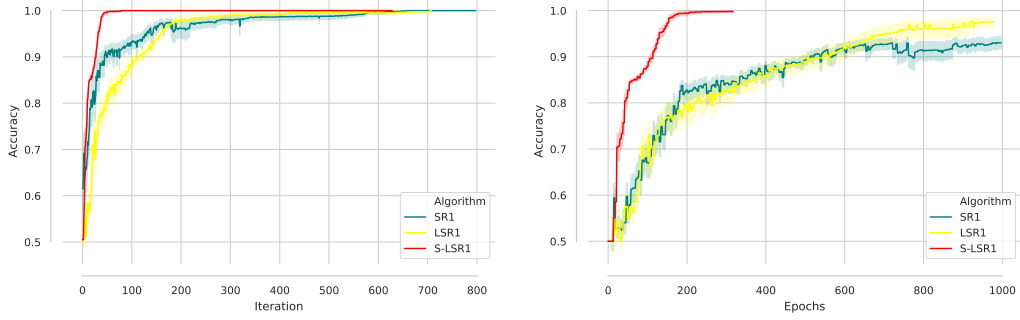 1.0
0.9
0.8
0.7
0.6
0.5
Accuracy
0 100 200 300 400 500 600 700 800
Iteration
Algorithm
SR1
LSR1
S-LSR1
1.0
0.9
0.8
0.7
0.6
0.5
Accuracy
0 200 400 600 800 1000
Epochs
Algorithm
SR1
LSR1
S-LSR1